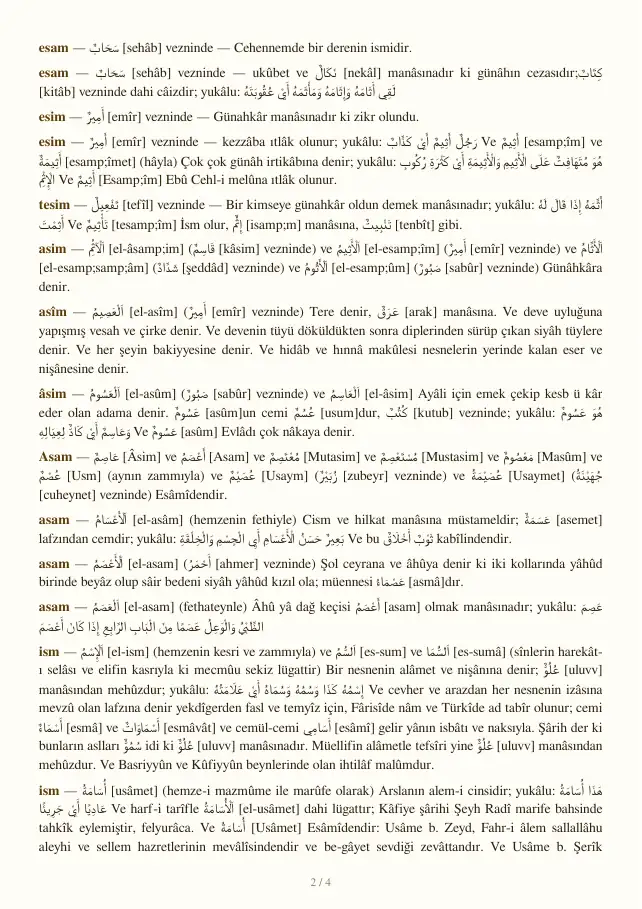 esam — سَحَابٌ [sehâb] vezninde — Cehennemde bir derenin ismidir.
esam — سَحَابٌ [sehâb] vezninde — ukûbet ve نَكَالٌ [nekâl] manâsınadır ki günâhın cezasıdır;كِتَابٌ
[kitâb] vezninde dahi câizdir; yukâlu: لَقِيَ أَثَامَهُ وَإِثَامَهُ وَمَأْثَمَهُ أَيْ عُقُوبَتَهُ
esim — أَمِيرٌ [emîr] vezninde — Günahkâr manâsınadır ki zikr olundu.
esim — أَمِيرٌ [emîr] vezninde — kezzâba ıtlâk olunur; yukâlu: رَجُلٌ أَثِيمٌ أَيْ كَذَّابٌ Ve أَثِيمٌ [esamp;îm] ve
أَثِيمَةٌ [esamp;îmet] (hâyla) Çok çok günâh irtikâbına denir; yukâlu: هُوَ مُتَهَافِتٌ عَلَى الْأَثِيمِ وَالْأَثِيمَةِ أَيْ كَثْرَةِ رُكُوبِ
الْإِثْمِ Ve أَثِيمٌ [Esamp;îm] Ebû Cehl-i melûna ıtlak olunur.
tesim — تَفْعِيلٌ [tefîl] vezninde — Bir kimseye günahkâr oldun demek manâsınadır; yukâlu: أَثَّمَهُ إِذَا قَالَ لَهُ
أَثِمْتَ Ve تَأْثِيمٌ [tesamp;îm] İsm olur, إِثْمٌ [isamp;m] manâsına, تَنْبِيتٌ [tenbît] gibi.
asim — اَلْآثِمُ [el-âsamp;im] (قَاسِمٌ [kâsim] vezninde) ve اَلْأَثِيمُ [el-esamp;îm] (أَمِيرٌ [emîr] vezninde) ve اَلْأَثَّامُ
[el-esamp;samp;âm] (شَدَّادٌ [şeddâd] vezninde) ve اَلْأَثُومُ [el-esamp;ûm] (صَبُورٌ [sabûr] vezninde) Günâhkâra
denir.
asîm — اَلْعَصِيمُ [el-asîm] (أَمِيرٌ [emîr] vezninde) Tere denir, عَرَقٌ [arak] manâsına. Ve deve uyluğuna
yapışmış vesah ve çirke denir. Ve devenin tüyü döküldükten sonra diplerinden sürüp çıkan siyâh tüylere
denir. Ve her şeyin bakiyyesine denir. Ve hidâb ve hınnâ makûlesi nesnelerin yerinde kalan eser ve
nişânesine denir.
âsim — اَلْعَسُومُ [el-asûm] (صَبُورٌ [sabûr] vezninde) ve اَلْعَاسِمُ [el-âsim] Ayâli için emek çekip kesb ü kâr
eder olan adama denir. عَسُومٌ [asûm]un cemi عُسُمٌ [usum]dur, كُتُبٌ [kutub] vezninde; yukâlu: هُوَ عَسُومٌ
وَعَاسِمٌ أَيْ كَادٌّ لِعِيَالِهِ Ve عَسُومٌ [asûm] Evlâdı çok nâkaya denir.
Asam — عَاصِمٌ [Âsim] ve أَعْصَمُ [Asam] ve مُعْتَصِمٌ [Mutasim] ve مُسْتَعْصِمٌ [Mustasim] ve مَعْصُومٌ [Masûm] ve
عُصْمٌ [Usm] (aynın zammıyla) ve عُصَيْمٌ [Usaym] (زُبَيْرٌ [zubeyr] vezninde) ve عُصَيْمَةُ [Usaymet] (جُهَيْنَةُ
[cuheynet] vezninde) Esâmîdendir.
asam — اَلْأَعْسَامُ [el-asâm] (hemzenin fethiyle) Cism ve hilkat manâsına müstameldir; عَسَمَةٌ [asemet]
lafzından cemdir; yukâlu: بَعِيرٌ حَسَنُ الْأَعْسَامِ أَيِ الْجِسْمِ وَالْخِلْقَةِ Ve bu ثَوْبٌ أَخْلَاقٌ kabîlindendir.
asam — اَلْأَعْصَمُ [el-asam] (أَحْمَرُ [ahmer] vezninde) Şol ceyrana ve âhûya denir ki iki kollarında yâhûd
birinde beyâz olup sâir bedeni siyâh yâhûd kızıl ola; müennesi عَصْمَاءُ [asmâ]dır.
asam — اَلْعَصَمُ [el-asam] (fethateynle) Âhû yâ dağ keçisi أَعْصَمُ [asam] olmak manâsınadır; yukâlu: عَصِمَ
الظَّبْيُ وَالْوَعِلُ عَصَمًا مِنَ الْبَابِ الرَّابِعِ إِذَا كَانَ أَعْصَمَ
ism — اَلْإِسْمُ [el-ism] (hemzenin kesri ve zammıyla) ve اَلسُّمُ [es-sum] ve اَلسُّمَا [es-sumâ] (sînlerin harekât-
ı selâsı ve elifin kasrıyla ki mecmûu sekiz lügattir) Bir nesnenin alâmet ve nişânına denir; عُلُوٌّ [uluvv]
manâsından mehûzdur; yukâlu: إِسْمُهُ كَذَا وَسُمُهُ وَسُمَاهُ أَيْ عَلَامَتُهُ Ve cevher ve arazdan her nesnenin izâsına
mevzû olan lafzına denir yekdîgerden fasl ve temyîz için, Fârisîde nâm ve Türkîde ad tabîr olunur; cemi
أَسْمَاءٌ [esmâ] ve أَسْمَاوَاتٌ [esmâvât] ve cemül-cemi أَسَامِي [esâmî] gelir yânın isbâtı ve naksıyla. Şârih der ki
bunların aslları سُمُوٌّ idi ki عُلُوٌّ [uluvv] manâsınadır. Müellifin alâmetle tefsîri yine عُلُوٌّ [uluvv] manâsından
mehûzdur. Ve Basriyyûn ve Kûfiyyûn beynlerinde olan ihtilâf malûmdur.
ism — أُسَامَةُ [usâmet] (hemze-i mazmûme ile marûfe olarak) Arslanın alem-i cinsidir; yukâlu: هَذَا أُسَامَةُ
عَادِيًا أَيْ جَرِيئًا Ve harf-i tarîfle اَلْأُسَامَةُ [el-usâmet] dahi lügattır; Kâfiye şârihi Şeyh Radî marife bahsinde
tahkîk eylemiştir, felyurâca. Ve أُسَامَةُ [Usâmet] Esâmîdendir: Usâme b. Zeyd, Fahr-i âlem sallallâhu
aleyhi ve sellem hazretlerinin mevâlîsindendir ve be-gâyet sevdiği zevâttandır. Ve Usâme b. Şerîk
2 / 4